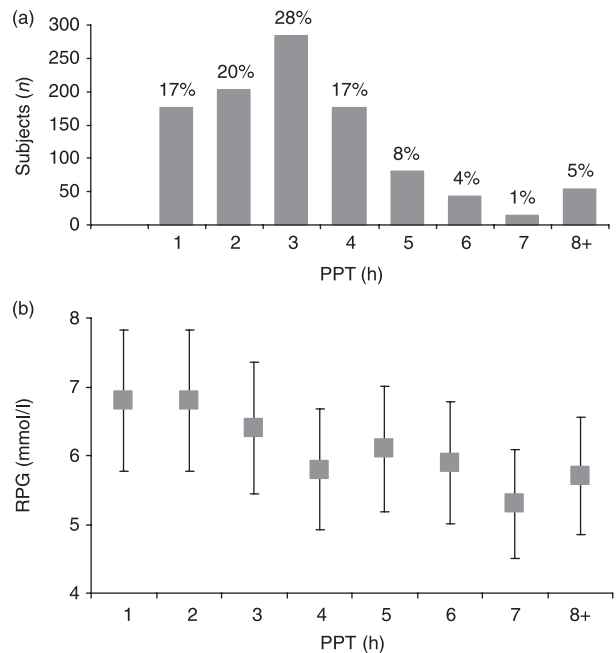 (a)
300
250
200
150
100
50
0
Subjects (n)
17% 20% 28% 17% 8% 4% 1% 5%
1 2 3 4 5 6 7 8+
PPT (h)
(b)
8
7
6
5
4
RPG (mmol/l)
1 2 3 4 5 6 7 8+
PPT (h)